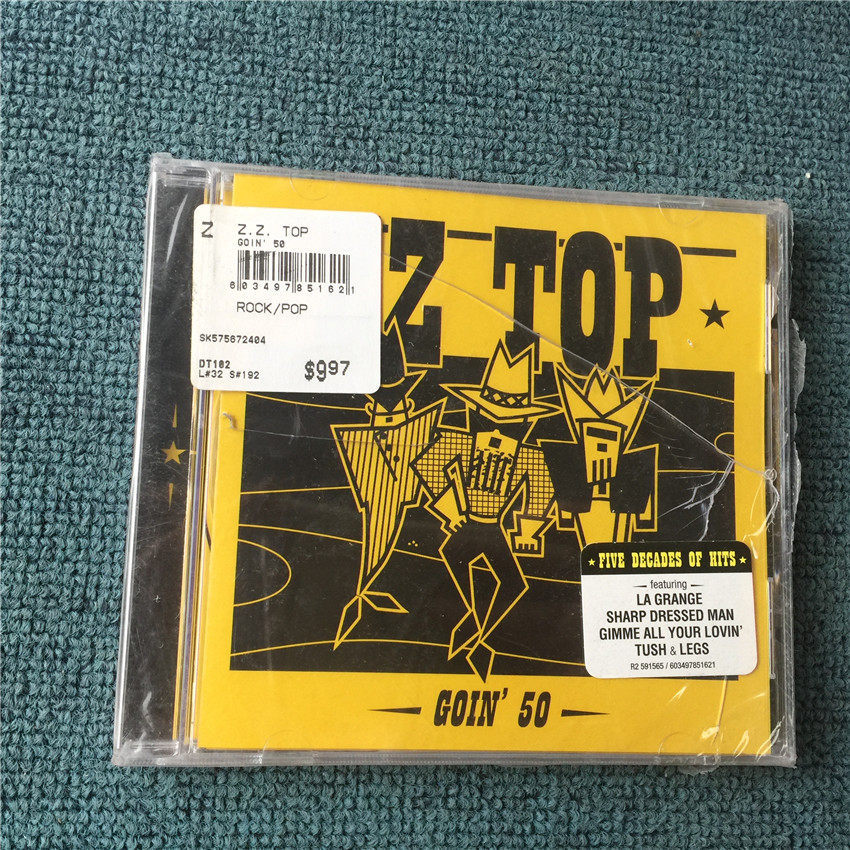 Z Z.Z. TOP
GOIN' 50
603497851621
ROCK/POP
SK575672404
DT102
L#32 S#192 $9.97
Z TOP
★ FIVE DECADES OF HITS ★
featuring
LA GRANGE
SHARP DRESSED MAN
GIMME ALL YOUR LOVIN'
TUSH & LEGS
R2 591565 / 603497851621
GOIN' 50